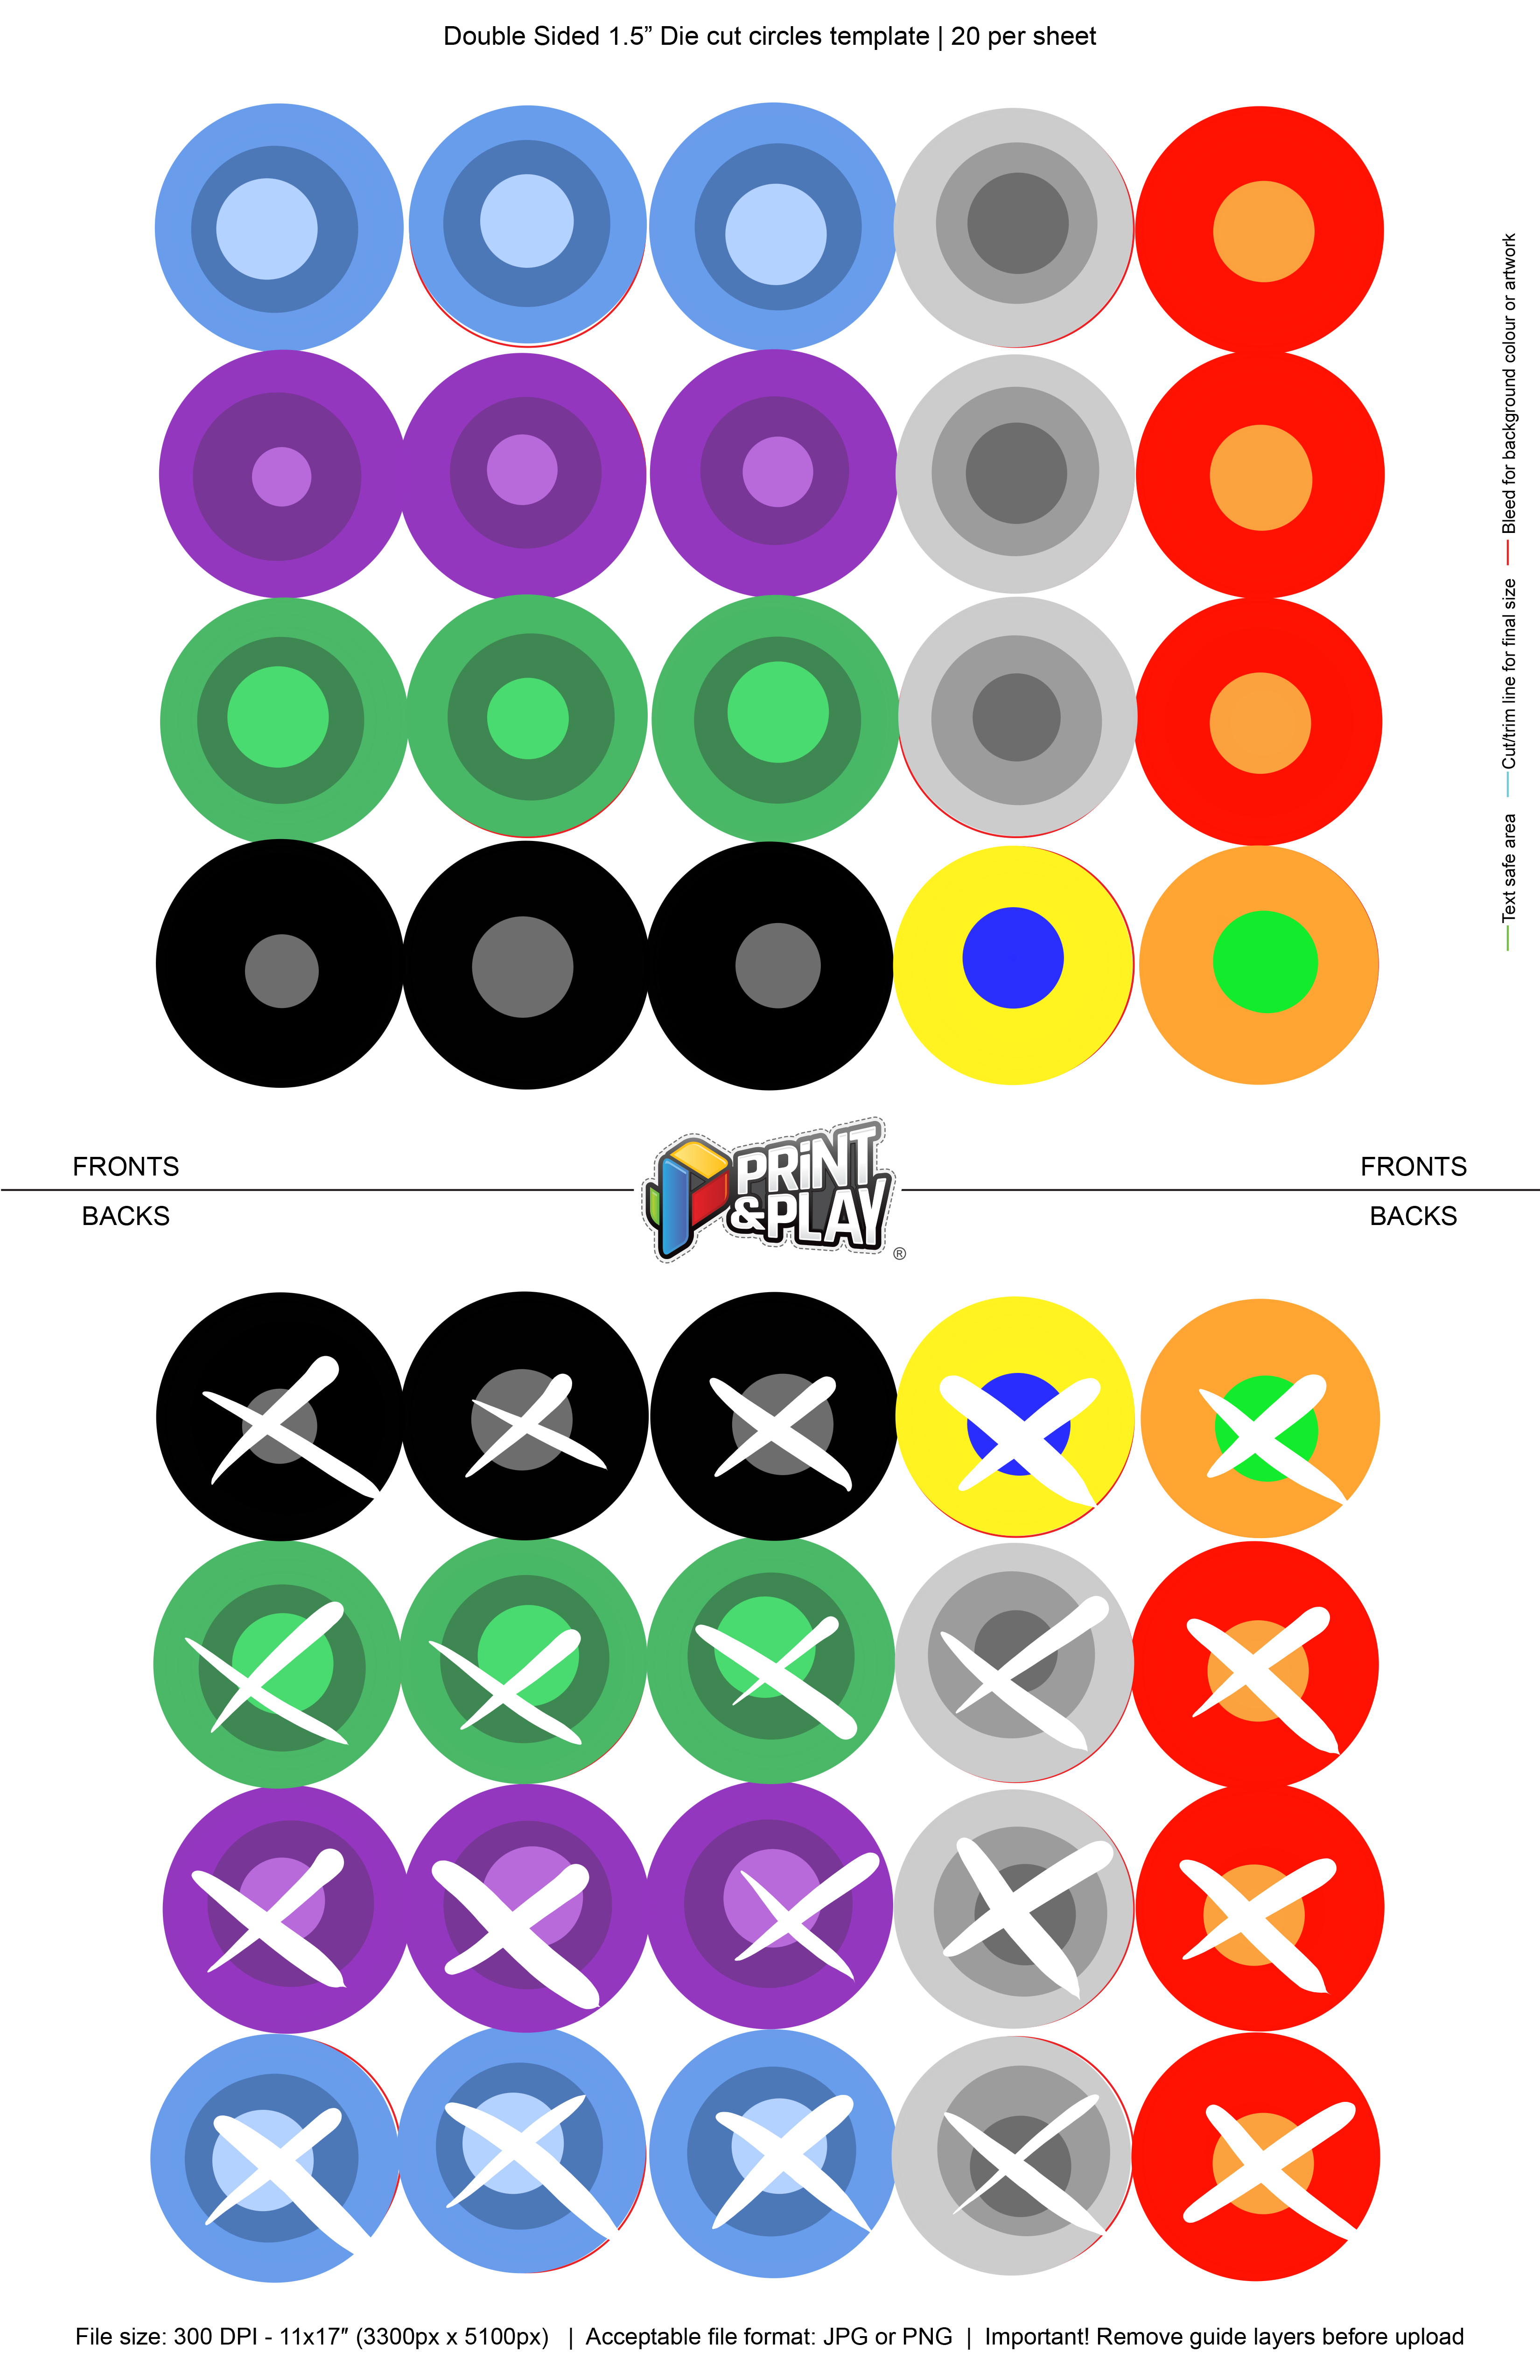 Double Sided 1.5” Die cut circles template | 20 per sheet
Text safe area Cut/trim line for final size Bleed for background colour or artwork
FRONTS
FRONTS
PRiNT
&PLAY
®
BACKS
BACKS
File size: 300 DPI - 11x17″ (3300px x 5100px) | Acceptable file format: JPG or PNG | Important! Remove guide layers before upload